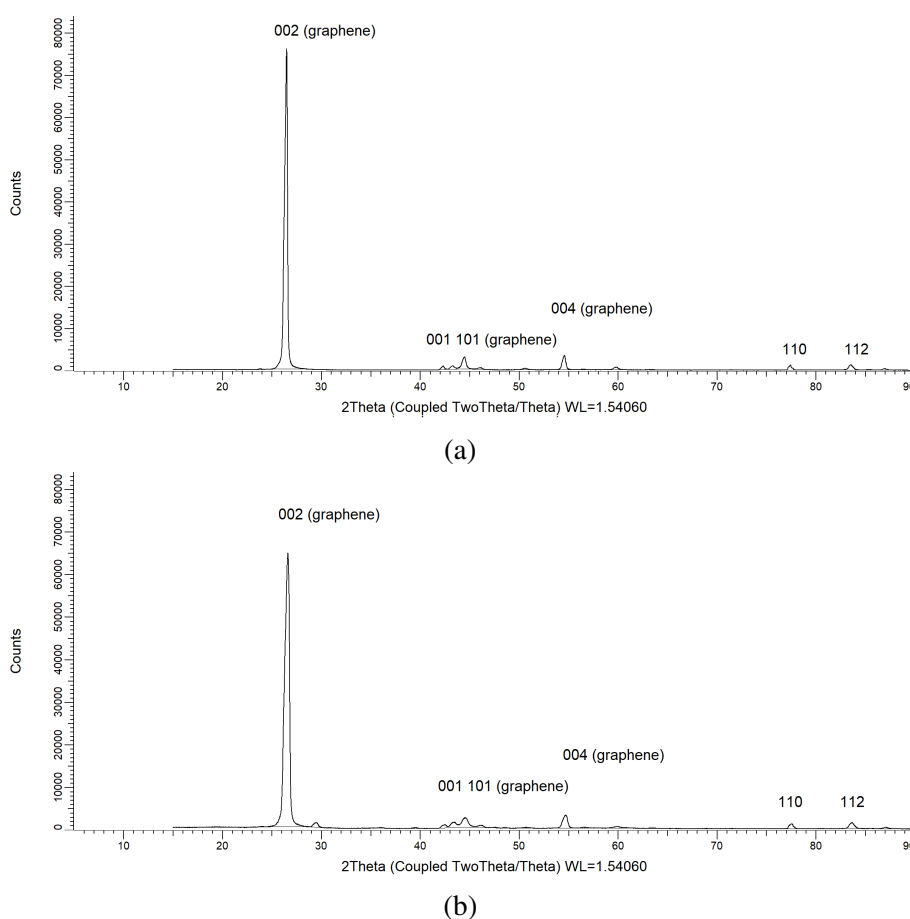 80000
70000
60000
50000
40000
30000
20000
10000
0
Counts
002 (graphene)
004 (graphene)
001 101 (graphene)
110
112
10 20 30 40 50 60 70 80 90
2Theta (Coupled TwoTheta/Theta) WL=1.54060
(a)
80000
70000
60000
50000
40000
30000
20000
10000
0
Counts
002 (graphene)
004 (graphene)
001 101 (graphene)
110
112
10 20 30 40 50 60 70 80 90
2Theta (Coupled TwoTheta/Theta) WL=1.54060
(b)